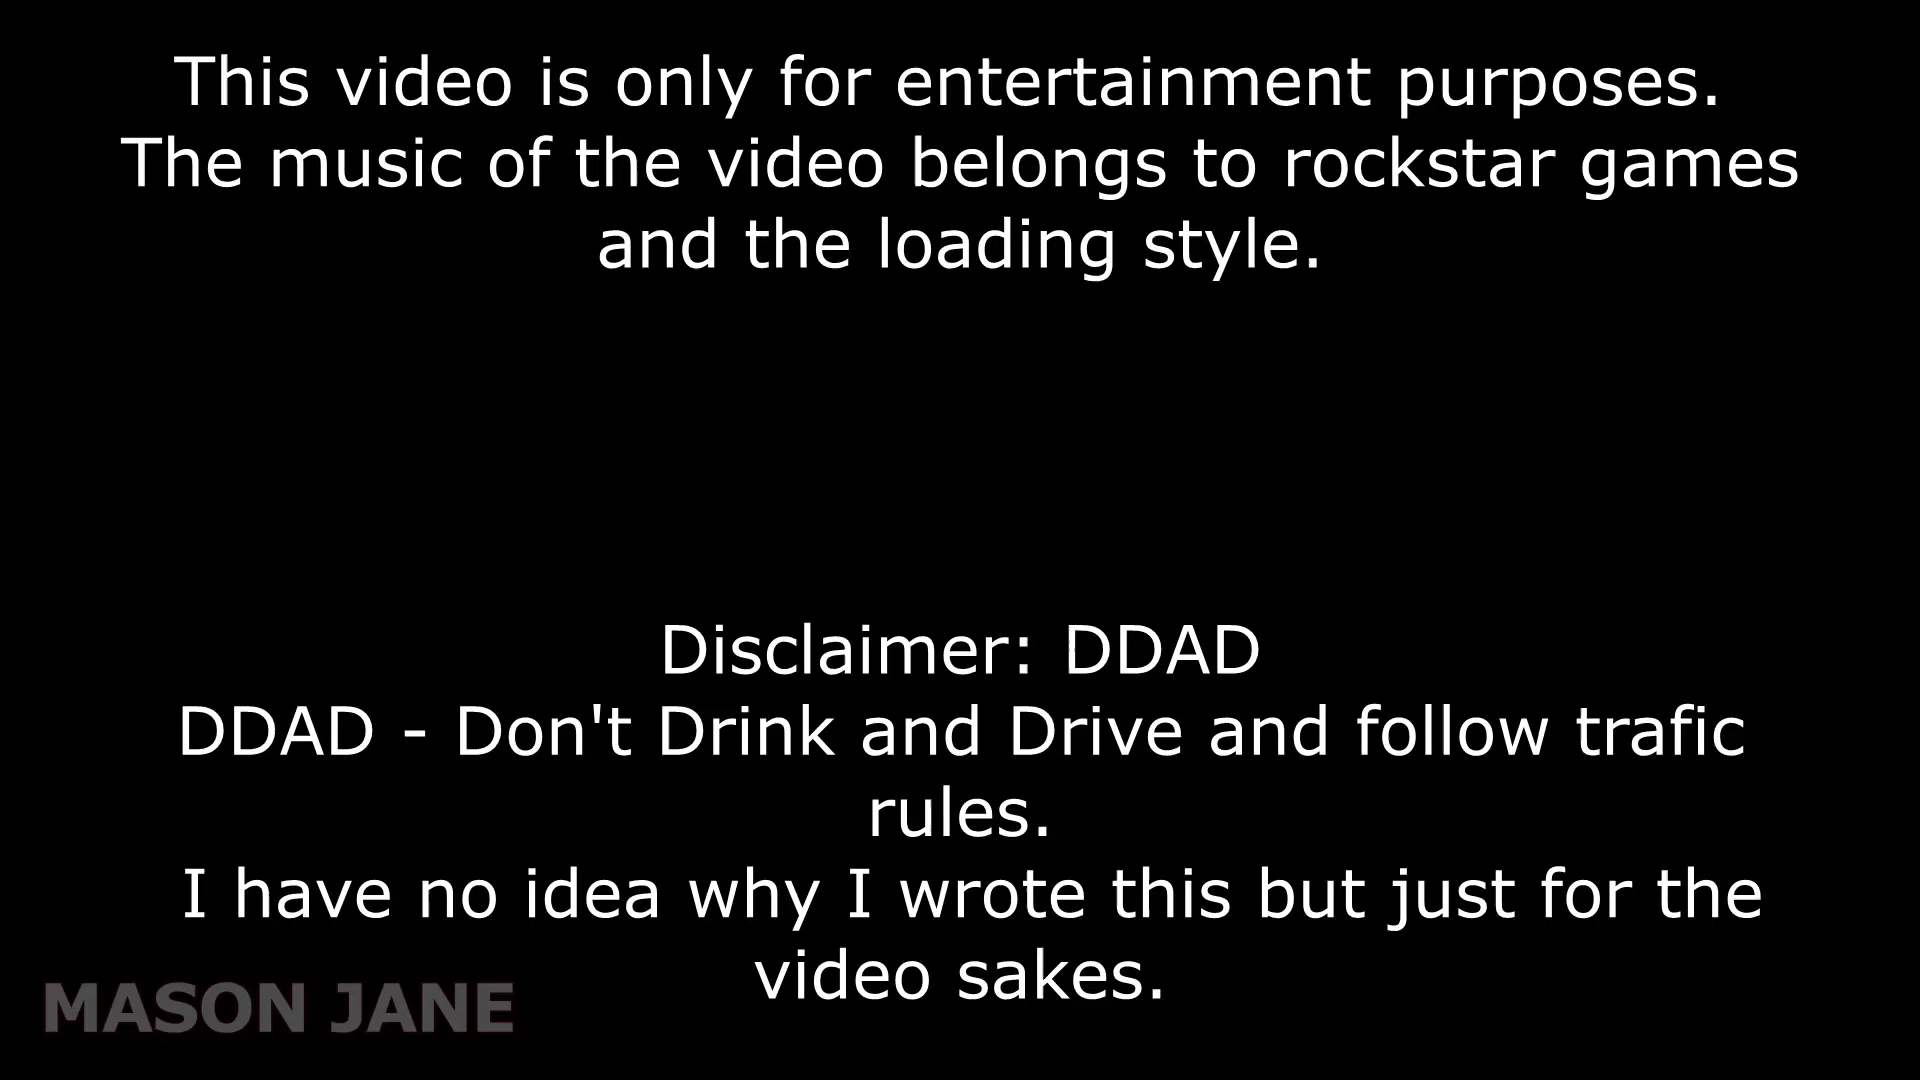 This video is only for entertainment purposes.
The music of the video belongs to rockstar games
and the loading style.
Disclaimer: DDAD
DDAD - Don't Drink and Drive and follow trafic
rules.
I have no idea why I wrote this but just for the
video sakes.
MASON JANE